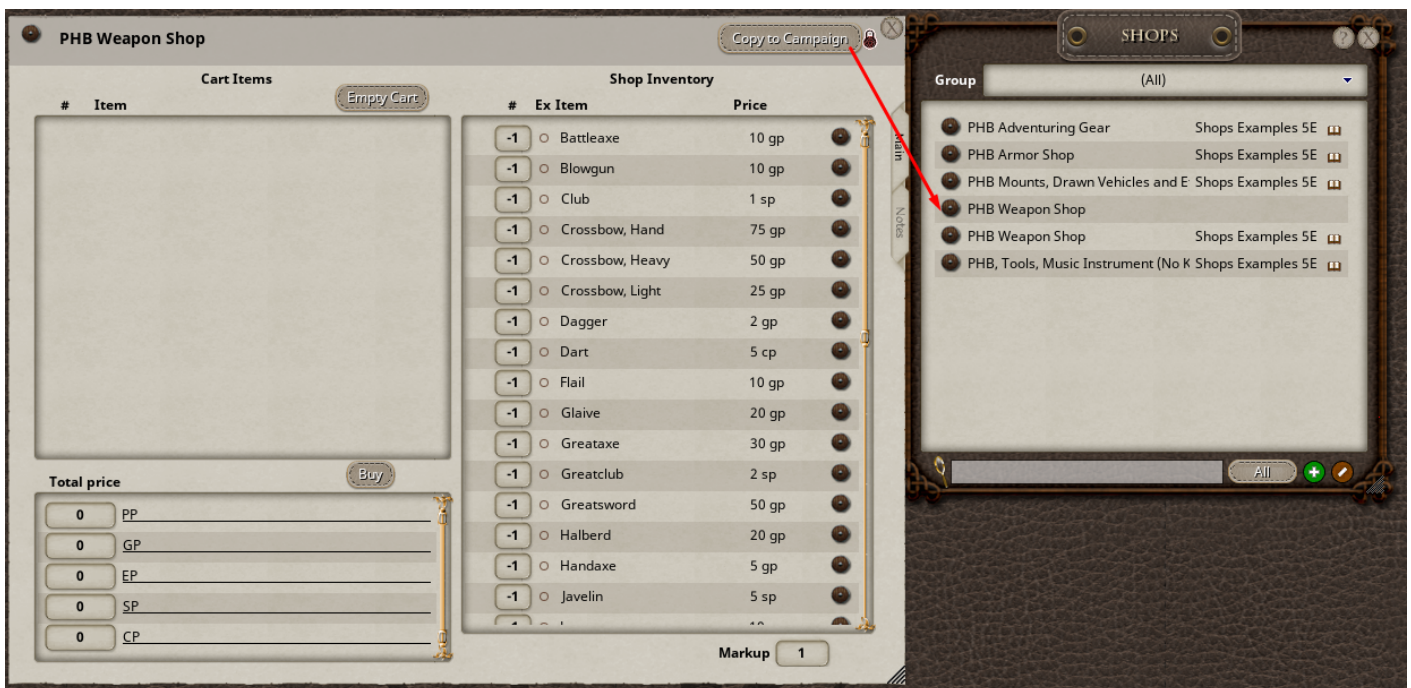 PHB Weapon Shop
Copy to Campaign
Cart Items
Empty Cart
# Item
Shop Inventory
# Ex Item Price
-1 Battleaxe 10 gp
-1 Blowgun 10 gp
-1 Club 1 sp
-1 Crossbow, Hand 75 gp
-1 Crossbow, Heavy 50 gp
-1 Crossbow, Light 25 gp
-1 Dagger 2 gp
-1 Dart 5 cp
-1 Flail 10 gp
-1 Glaive 20 gp
-1 Greataxe 30 gp
-1 Greatclub 2 sp
-1 Greatsword 50 gp
-1 Halberd 20 gp
-1 Handaxe 5 gp
-1 Javelin 5 sp
Markup 1
Main
Notes
Total price
Buy
0 PP
0 GP
0 EP
0 SP
0 CP
SHOPS
?
X
X
Group (All)
PHB Adventuring Gear Shops Examples 5E
PHB Armor Shop Shops Examples 5E
PHB Mounts, Drawn Vehicles and E Shops Examples 5E
PHB Weapon Shop
PHB Weapon Shop Shops Examples 5E
PHB, Tools, Music Instrument (No K Shops Examples 5E
All